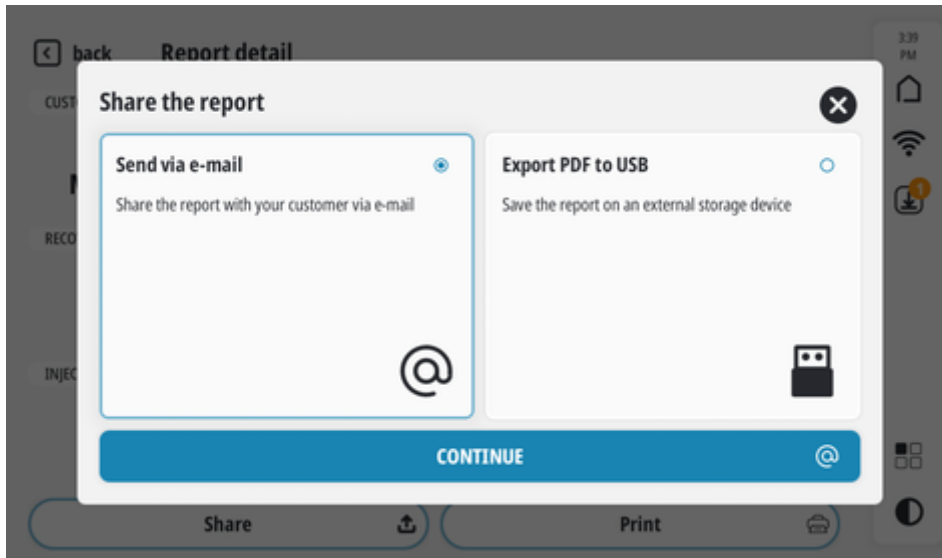 3:39
PM
back Report detail
Share the report
Send via e-mail
Share the report with your customer via e-mail
Export PDF to USB
Save the report on an external storage device
1
CONTINUE
Share
Print